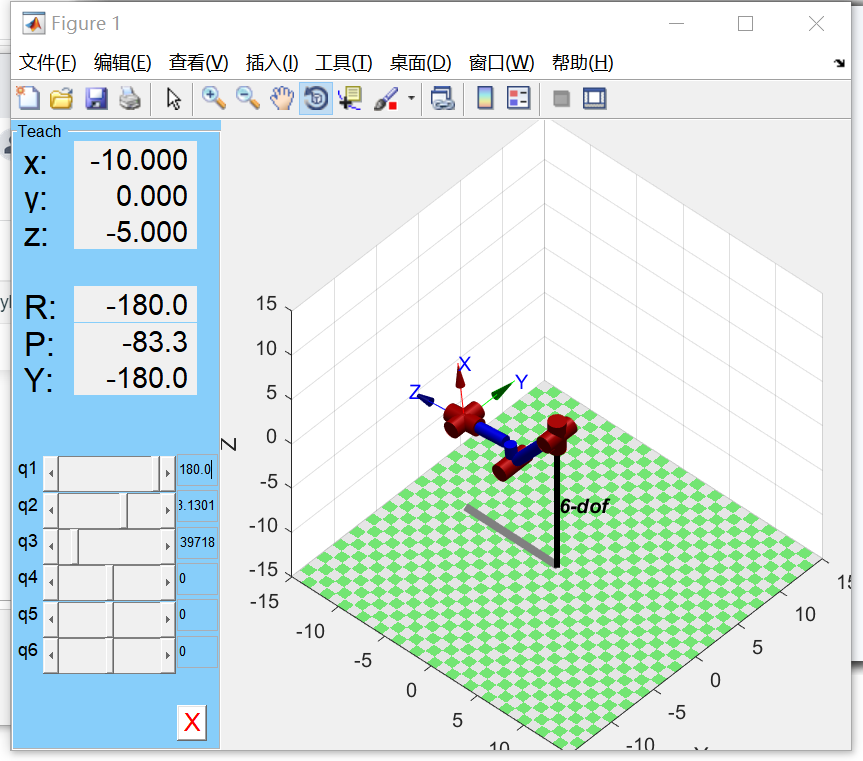 Figure 1
文件(F) 编辑(E) 查看(V) 插入(I) 工具(T) 桌面(D) 窗口(W) 帮助(H)
Teach
x: -10.000
y: 0.000
z: -5.000
R: -180.0
P: -83.3
Y: -180.0
q1 180.0
q2 3.1301
q3 39718
q4 0
q5 0
q6 0
X
15
10
5
0
-5
-10
-15
Z
X
Y
Z
6-dof
-15
-10
-5
0
5
10
15
10
5
0
-5
-10